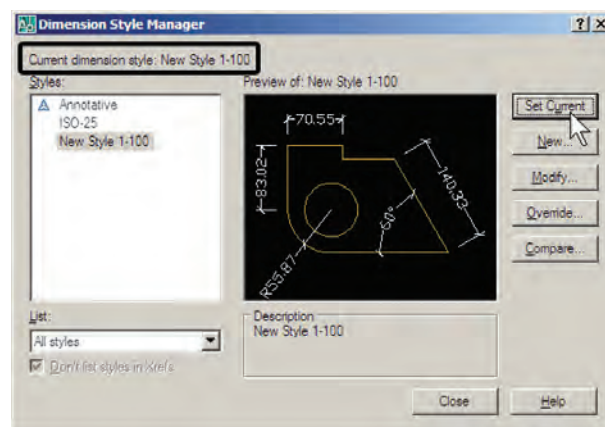 Dimension Style Manager
Current dimension style: New Style 1-100
Styles:
Annotative
ISO-25
New Style 1-100
Preview of: New Style 1-100
70.55
83.02
140.33
60°
R55.87
Set Current
New...
Modify...
Override...
Compare...
List:
All styles
Don't list styles in Xrefs
Description
New Style 1-100
Close
Help